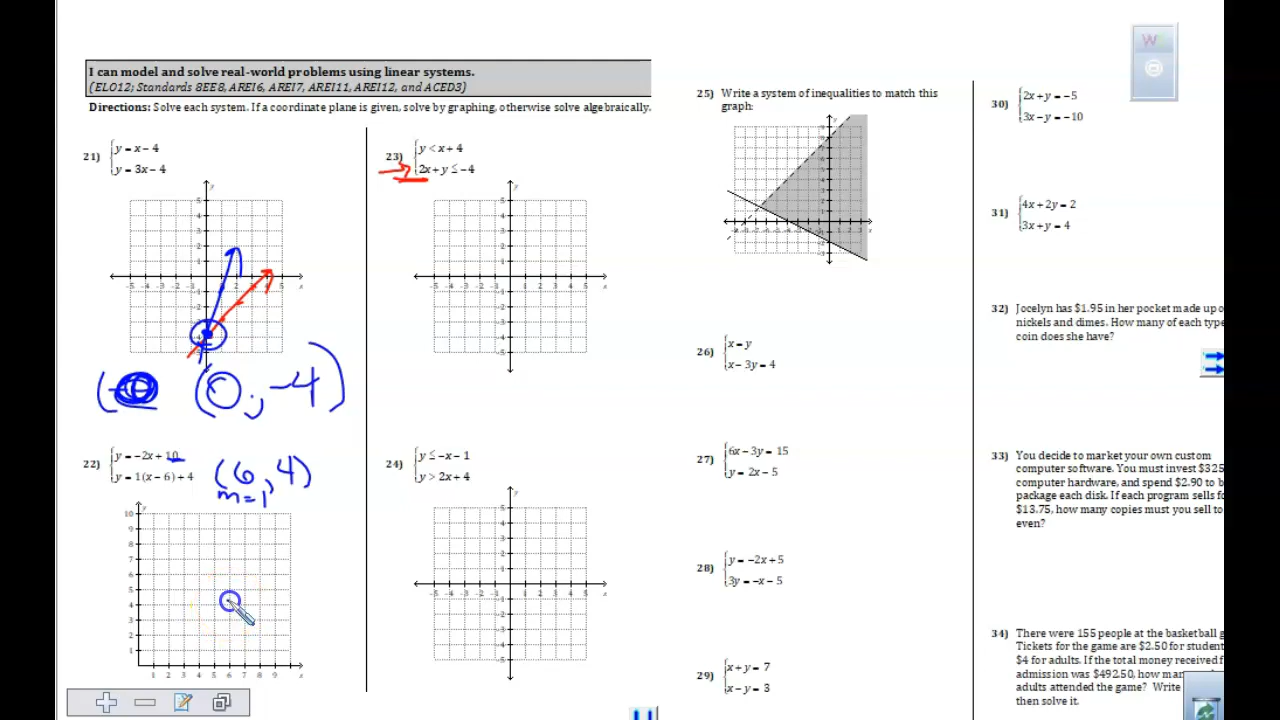 I can model and solve real-world problems using linear systems.
(ELO12; Standards 8EE8, AREI6, AREI7, AREI11, AREI12, and ACED3)
Directions: Solve each system. If a coordinate plane is given, solve by graphing, otherwise solve algebraically.
21) y = x – 4
y = 3x – 4
(0, -4)
22) y = -2x + 10
y = 1(x – 6) + 4
(6, 4)
m=1
23) y < x + 4
2x + y ≤ -4
24) y ≤ -x – 1
y > 2x + 4
25) Write a system of inequalities to match this
graph:
26) x = y
x – 3y = 4
27) 6x – 3y = 15
y = 2x – 5
28) y = -2x + 5
3y = -x – 5
29) x + y = 7
x – y = 3
30) 2x + y = -5
3x – y = -10
31) 4x + 2y = 2
3x + y = 4
32) Jocelyn has $1.95 in her pocket made up o
nickels and dimes. How many of each type
coin does she have?
33) You decide to market your own custom
computer software. You must invest $325
computer hardware, and spend $2.90 to b
package each disk. If each program sells fo
$13.75, how many copies must you sell to
even?
34) There were 155 people at the basketball g
Tickets for the game are $2.50 for student
$4 for adults. If the total money received f
admission was $492.50, how man
adults attended the game? Write
then solve it.